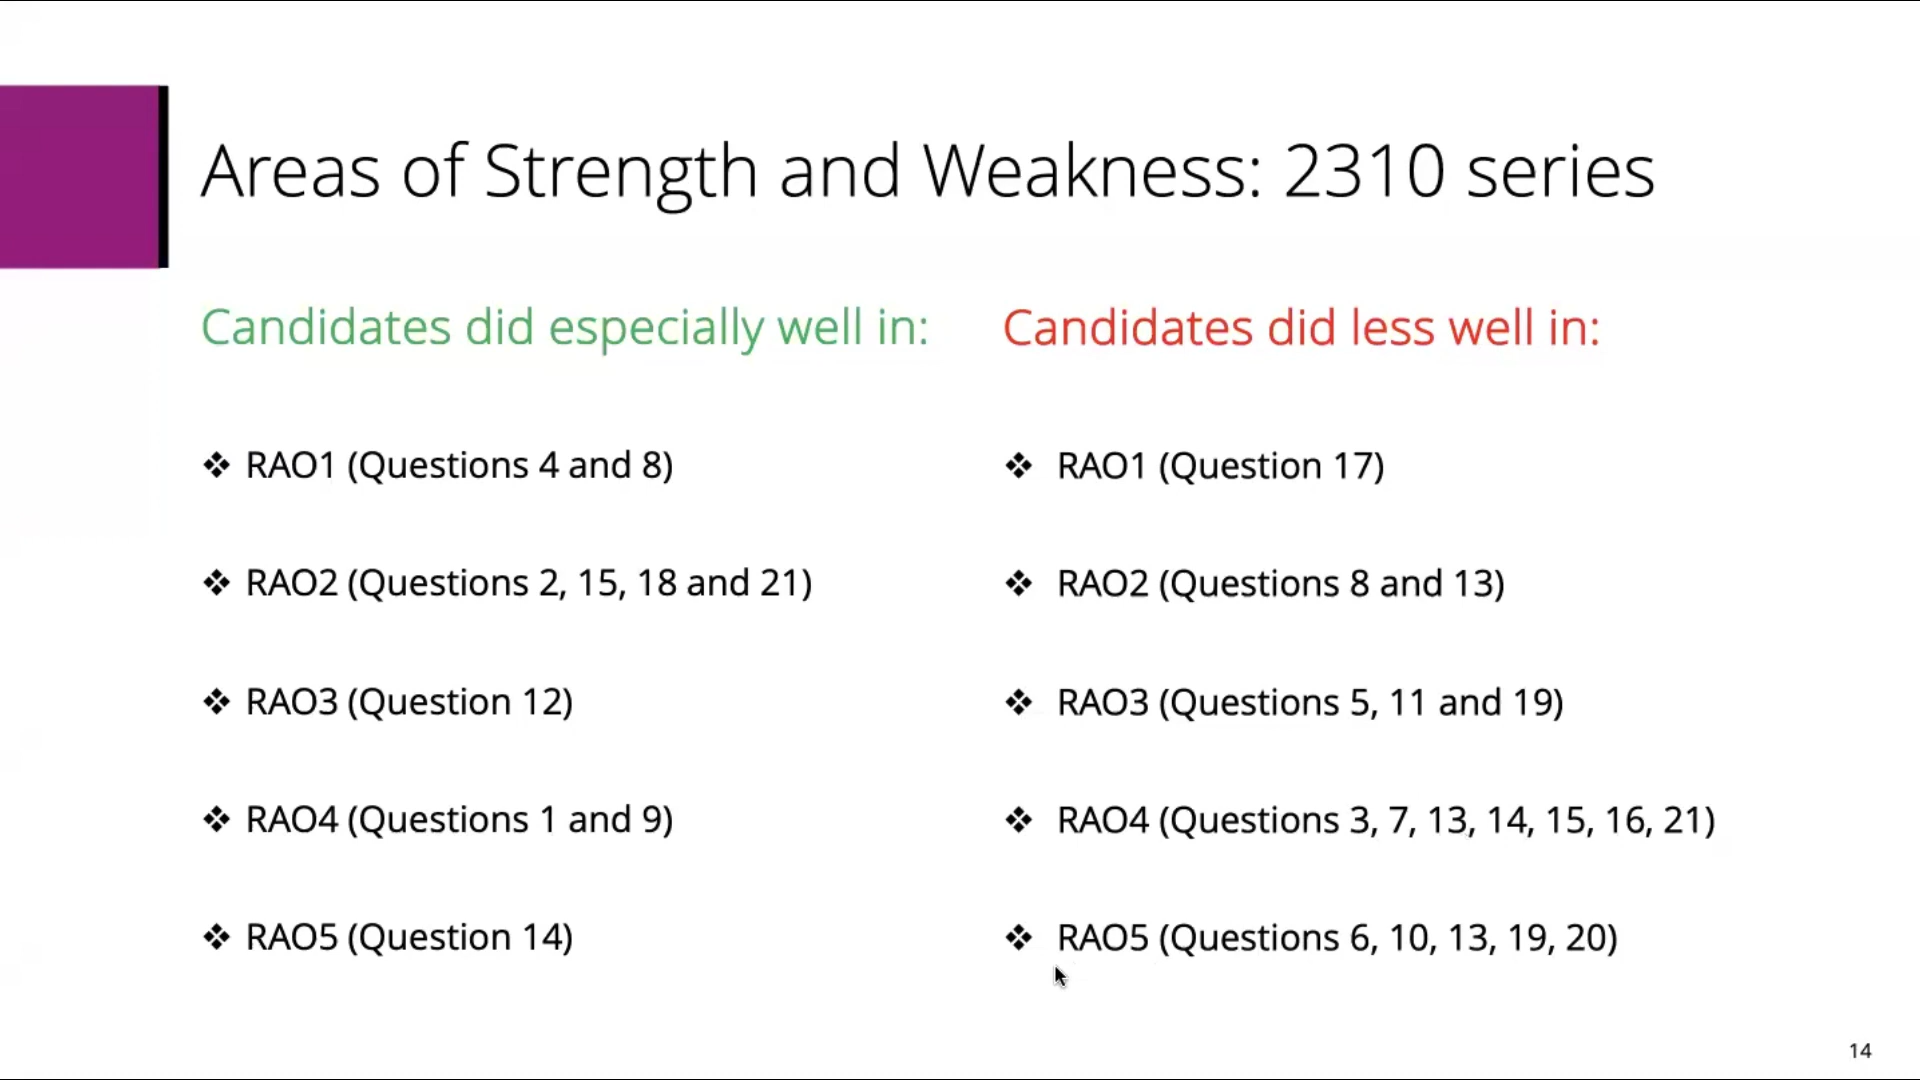 Areas of Strength and Weakness: 2310 series
Candidates did especially well in:
❖ RAO1 (Questions 4 and 8)
❖ RAO2 (Questions 2, 15, 18 and 21)
❖ RAO3 (Question 12)
❖ RAO4 (Questions 1 and 9)
❖ RAO5 (Question 14)
Candidates did less well in:
❖ RAO1 (Question 17)
❖ RAO2 (Questions 8 and 13)
❖ RAO3 (Questions 5, 11 and 19)
❖ RAO4 (Questions 3, 7, 13, 14, 15, 16, 21)
❖ RAO5 (Questions 6, 10, 13, 19, 20)
14